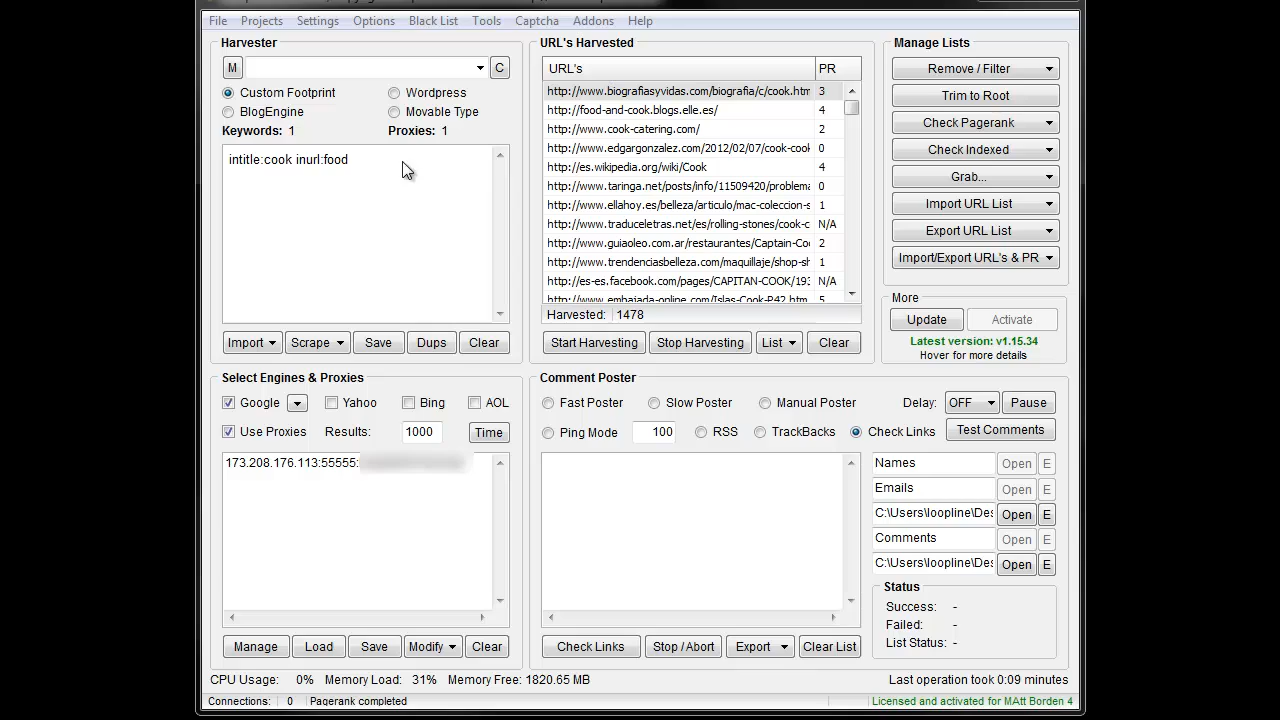 File Projects Settings Options Black List Tools Captcha Addons Help
Harvester
M C
Custom Footprint Wordpress
BlogEngine Movable Type
Keywords: 1 Proxies: 1
intitle:cook inurl:food
Import Scrape Save Dups Clear
URL's Harvested
URL's PR
http://www.biografiasyvidas.com/biografia/c/cook.htm 3
http://food-and-cook.blogs.elle.es/ 4
http://www.cook-catering.com/ 2
http://www.edgargonzalez.com/2012/02/07/cook-cook 0
http://es.wikipedia.org/wiki/Cook 4
http://www.taringa.net/posts/info/11509420/problema 0
http://www.ellahoy.es/belleza/articulo/mac-coleccion-s 1
http://www.traduceletras.net/es/rolling-stones/cook-c N/A
http://www.guiaoleo.com.ar/restaurantes/Captain-Coo 2
http://www.trendenciasbelleza.com/maquillaje/shop-sh 1
http://es-es.facebook.com/pages/CAPITAN-COOK/193 N/A
http://www.embajada-online.com/Islas-Cook-P42.htm 5
Harvested: 1478
Start Harvesting Stop Harvesting List Clear
Manage Lists
Remove / Filter
Trim to Root
Check Pagerank
Check Indexed
Grab...
Import URL List
Export URL List
Import/Export URL's & PR
More
Update Activate
Latest version: v1.15.34
Hover for more details
Select Engines & Proxies
Google Yahoo Bing AOL
Use Proxies Results: 1000 Time
173.208.176.113:55555:
Manage Load Save Modify Clear
Comment Poster
Fast Poster Slow Poster Manual Poster Delay: OFF Pause
Ping Mode 100 RSS TrackBacks Check Links Test Comments
Names Open E
Emails Open E
C:\Users\loopline\Des Open E
Comments Open E
C:\Users\loopline\Des Open E
Status
Success: -
Failed: -
List Status: -
Check Links Stop / Abort Export Clear List
CPU Usage: 0% Memory Load: 31% Memory Free: 1820.65 MB Last operation took 0:09 minutes
Connections: 0 Pagerank completed Licensed and activated for MAtt Borden 4